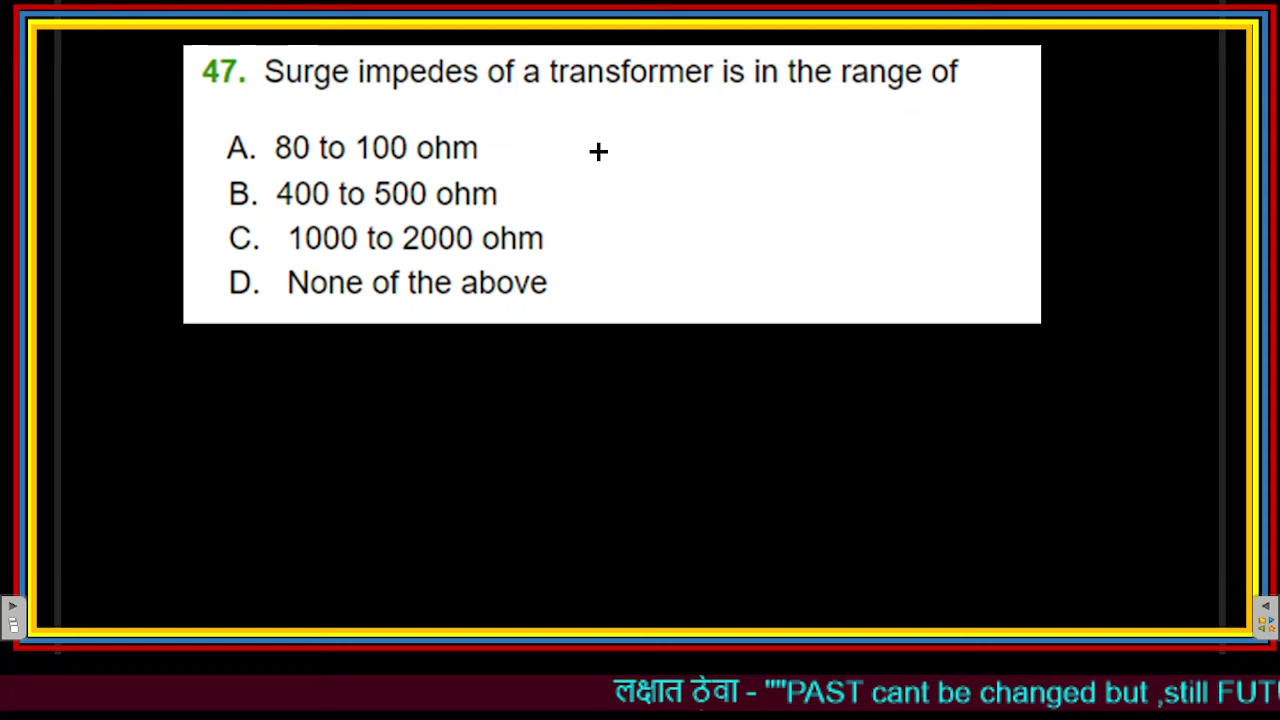 47. Surge impedes of a transformer is in the range of
A. 80 to 100 ohm
B. 400 to 500 ohm
C. 1000 to 2000 ohm
D. None of the above
लक्षात ठेवा - ""PAST cant be changed but ,still